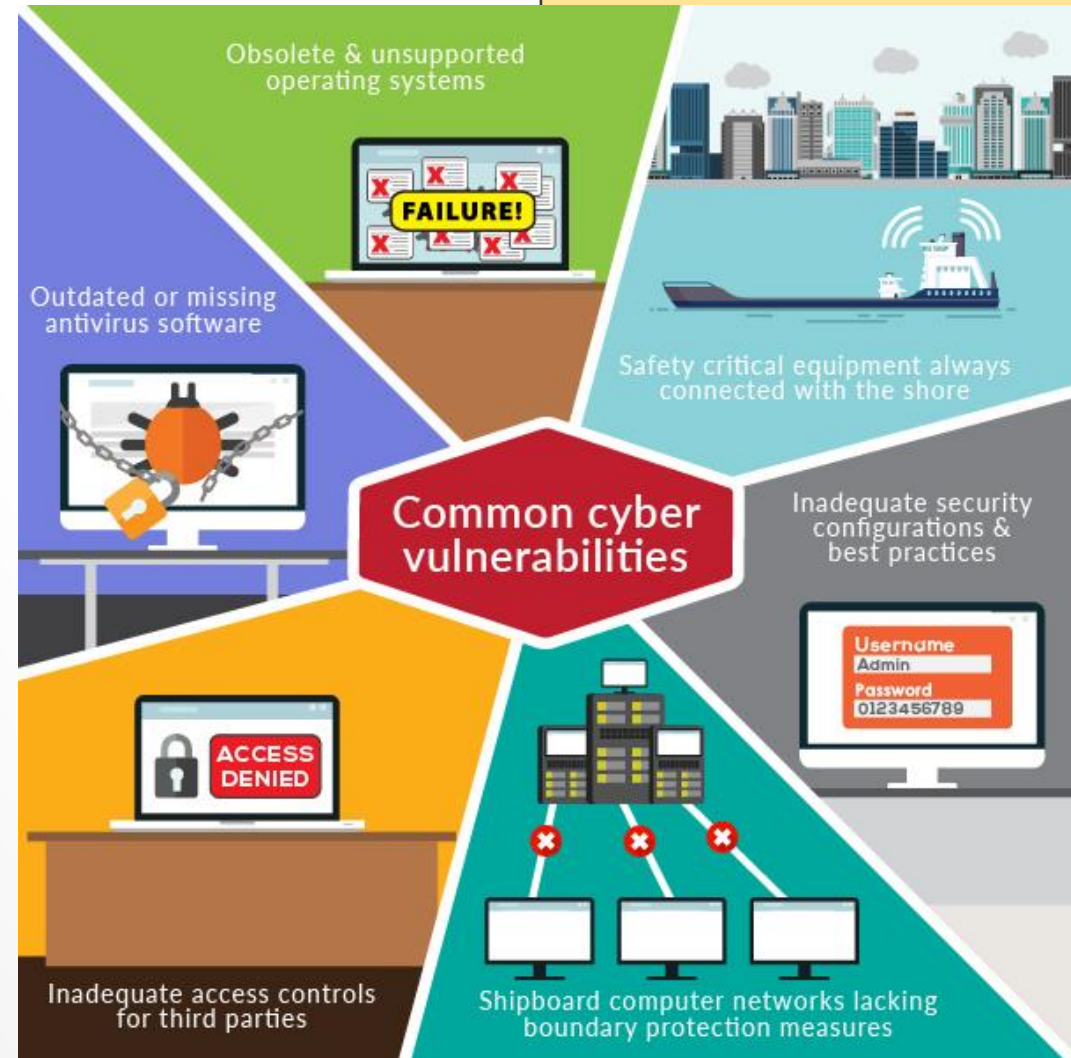 Obsolete & unsupported
operating systems
FAILURE!
Outdated or missing
antivirus software
Safety critical equipment always
connected with the shore
Common cyber
vulnerabilities
Inadequate security
configurations &
best practices
Username
Admin
Password
0123456789
ACCESS
DENIED
Inadequate access controls
for third parties
Shipboard computer networks lacking
boundary protection measures